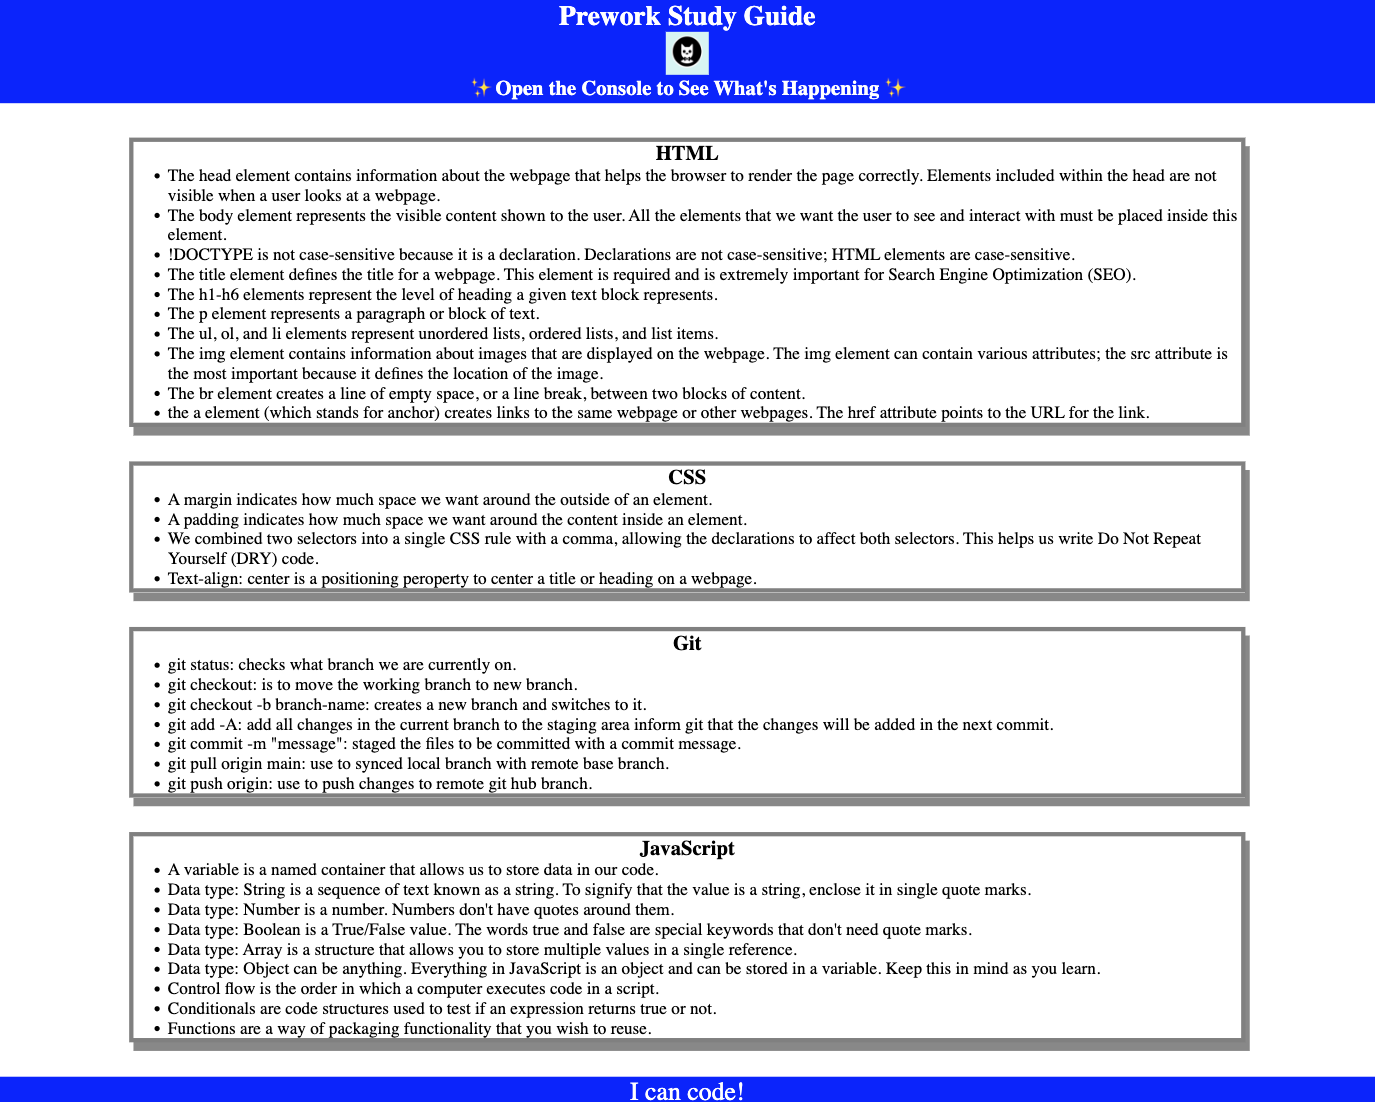 Prework Study Guide
✨ Open the Console to See What's Happening ✨
HTML
• The head element contains information about the webpage that helps the browser to render the page correctly. Elements included within the head are not
visible when a user looks at a webpage.
• The body element represents the visible content shown to the user. All the elements that we want the user to see and interact with must be placed inside this
element.
• !DOCTYPE is not case-sensitive because it is a declaration. Declarations are not case-sensitive; HTML elements are case-sensitive.
• The title element defines the title for a webpage. This element is required and is extremely important for Search Engine Optimization (SEO).
• The h1-h6 elements represent the level of heading a given text block represents.
• The p element represents a paragraph or block of text.
• The ul, ol, and li elements represent unordered lists, ordered lists, and list items.
• The img element contains information about images that are displayed on the webpage. The img element can contain various attributes; the src attribute is
the most important because it defines the location of the image.
• The br element creates a line of empty space, or a line break, between two blocks of content.
• the a element (which stands for anchor) creates links to the same webpage or other webpages. The href attribute points to the URL for the link.
CSS
• A margin indicates how much space we want around the outside of an element.
• A padding indicates how much space we want around the content inside an element.
• We combined two selectors into a single CSS rule with a comma, allowing the declarations to affect both selectors. This helps us write Do Not Repeat
Yourself (DRY) code.
• Text-align: center is a positioning peroperty to center a title or heading on a webpage.
Git
• git status: checks what branch we are currently on.
• git checkout: is to move the working branch to new branch.
• git checkout -b branch-name: creates a new branch and switches to it.
• git add -A: add all changes in the current branch to the staging area inform git that the changes will be added in the next commit.
• git commit -m "message": staged the files to be committed with a commit message.
• git pull origin main: use to synced local branch with remote base branch.
• git push origin: use to push changes to remote git hub branch.
JavaScript
• A variable is a named container that allows us to store data in our code.
• Data type: String is a sequence of text known as a string. To signify that the value is a string, enclose it in single quote marks.
• Data type: Number is a number. Numbers don't have quotes around them.
• Data type: Boolean is a True/False value. The words true and false are special keywords that don't need quote marks.
• Data type: Array is a structure that allows you to store multiple values in a single reference.
• Data type: Object can be anything. Everything in JavaScript is an object and can be stored in a variable. Keep this in mind as you learn.
• Control flow is the order in which a computer executes code in a script.
• Conditionals are code structures used to test if an expression returns true or not.
• Functions are a way of packaging functionality that you wish to reuse.
I can code!